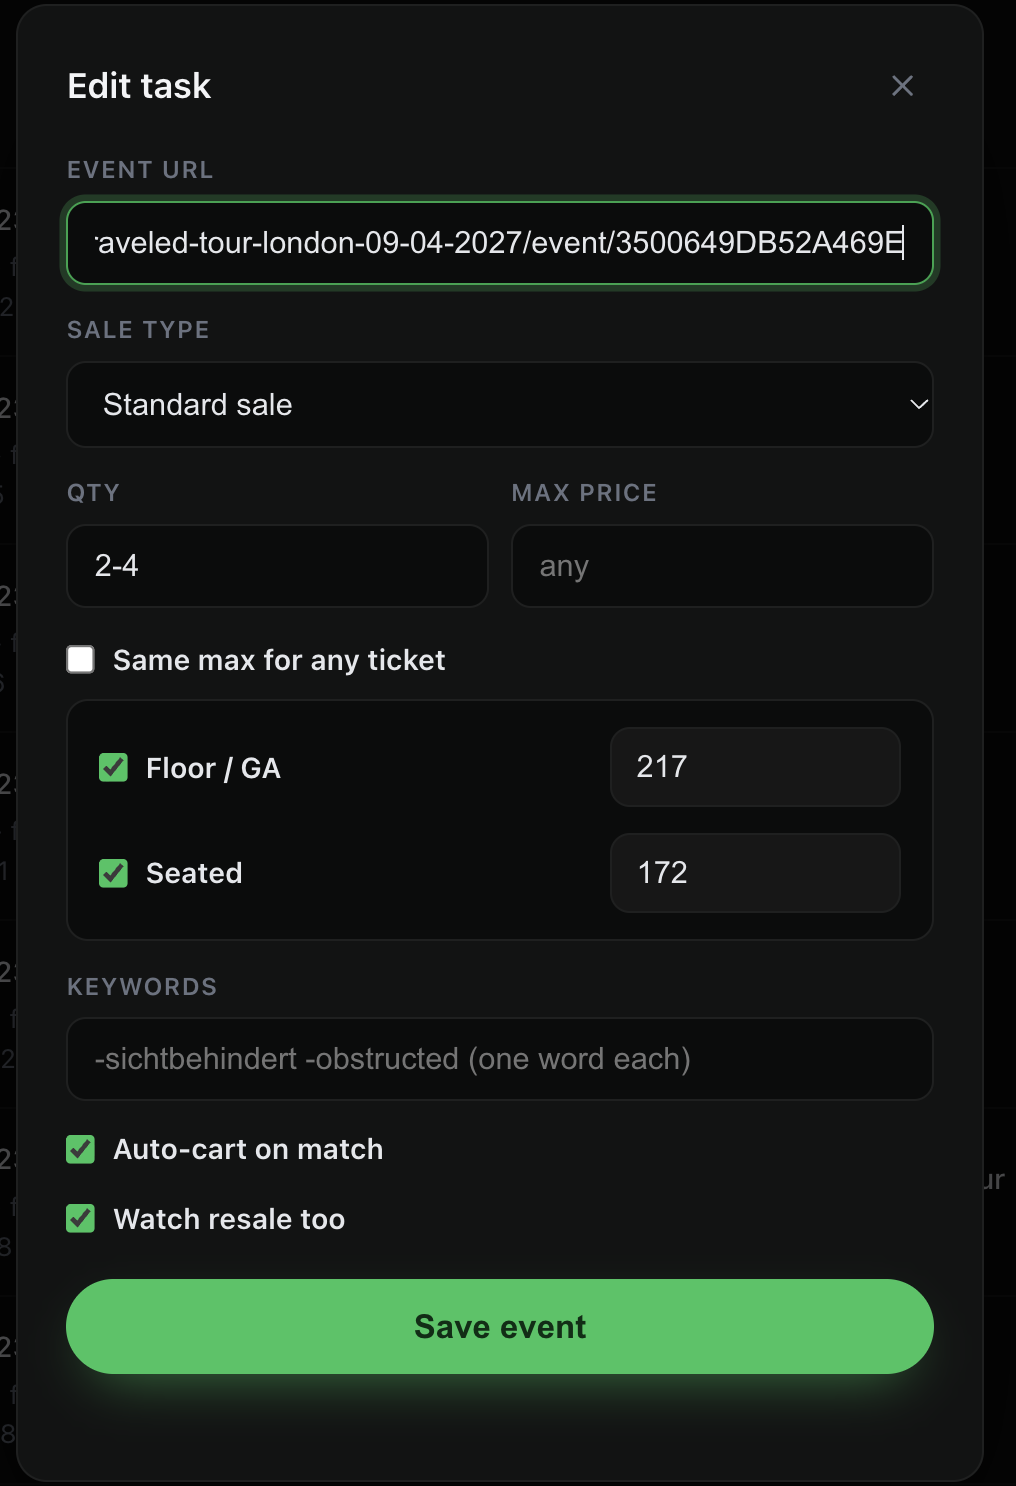 Edit task
EVENT URL
raveled-tour-london-09-04-2027/event/3500649DB52A469E
SALE TYPE
Standard sale
QTY
MAX PRICE
2-4
any
Same max for any ticket
Floor / GA
217
Seated
172
KEYWORDS
-sichtbehindert -obstructed (one word each)
Auto-cart on match
Watch resale too
Save event